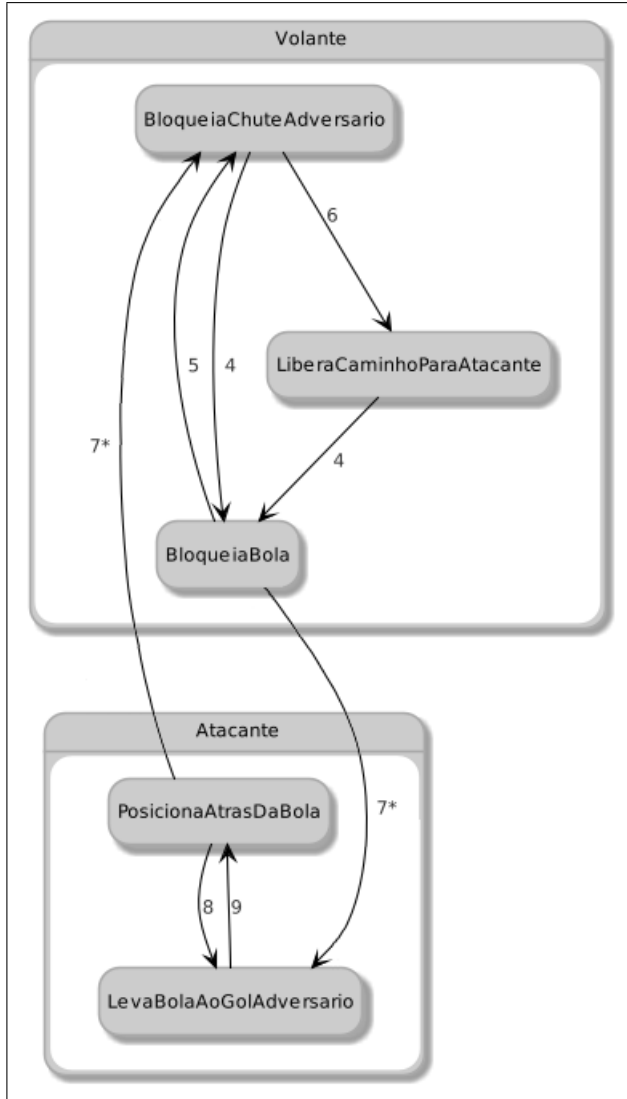 Volante
BloqueiaChuteAdversario
6
LiberaCaminhoParaAtacante
5
4
7*
4
BloqueiaBola
Atacante
PosicionaAtrasDaBola
7*
8
9
LevaBolaAoGolAdversario